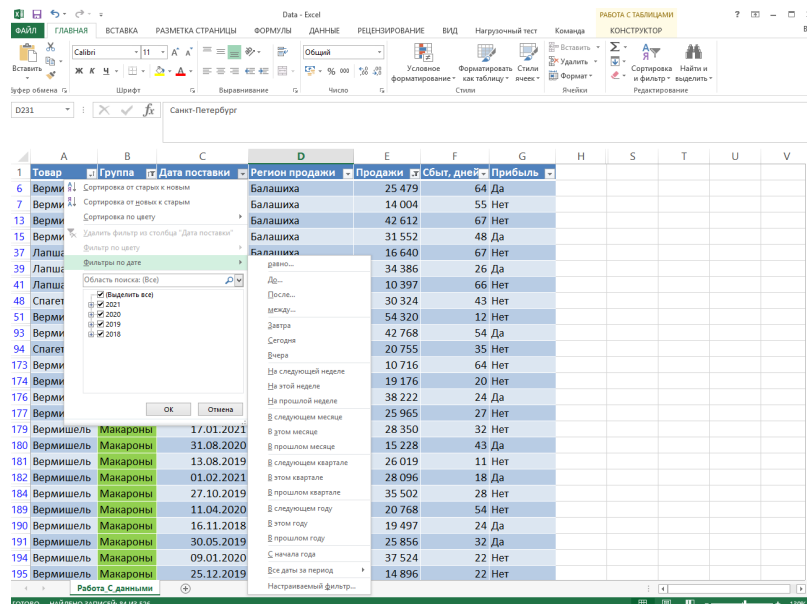 Data - Excel
РАБОТА С ТАБЛИЦАМИ
ФАЙЛ ГЛАВНАЯ ВСТАВКА РАЗМЕТКА СТРАНИЦЫ ФОРМУЛЫ ДАННЫЕ РЕЦЕНЗИРОВАНИЕ ВИД Нагрузочный тест Команда КОНСТРУКТОР
Вставить
Calibri 11
Ж К Ч
Общий
% 000
Условное форматирование
Форматировать как таблицу
Стили ячеек
Вставить
Удалить
Формат
Сортировка и фильтр
Найти и выделить
Буфер обмена Шрифт Выравнивание Число Стили Ячейки Редактирование
D231 fx Санкт-Петербург
A B C D E F G H S T U V
1 Товар Группа Дата поставки Регион продажи Продажи Сбыт, дней Прибыль
6 Верми Балашиха 25 479 64 Да
7 Верми Балашиха 14 004 55 Нет
13 Верми Балашиха 42 612 67 Нет
15 Верми Балашиха 31 552 48 Да
37 Лапша Балашиха 16 640 67 Нет
39 Лапша 34 386 26 Да
41 Лапша 10 397 66 Нет
48 Спагет 30 324 43 Нет
51 Верми 54 320 12 Нет
93 Верми 42 768 54 Да
94 Спагет 20 755 35 Нет
173 Верми 10 716 64 Нет
174 Верми 19 176 20 Нет
176 Верми 38 222 24 Да
177 Верми 25 965 27 Нет
179 Вермишель Макароны 17.01.2021 28 350 32 Нет
180 Вермишель Макароны 31.08.2020 15 228 43 Да
181 Вермишель Макароны 13.08.2019 26 019 11 Нет
182 Вермишель Макароны 01.02.2021 28 096 18 Да
184 Вермишель Макароны 27.10.2019 35 502 28 Нет
189 Вермишель Макароны 11.04.2020 20 768 54 Нет
190 Вермишель Макароны 16.11.2018 19 497 24 Да
191 Вермишель Макароны 30.05.2019 25 856 32 Да
194 Вермишель Макароны 09.01.2020 37 524 22 Нет
195 Вермишель Макароны 25.12.2019 14 896 22 Нет
Сортировка от старых к новым
Сортировка от новых к старым
Сортировка по цвету
Удалить фильтр из столбца "Дата поставки"
Фильтр по цвету
Фильтры по дате
Область поиска: (Все)
(Выделить все)
2021
2020
2019
2018
ОК Отмена
равно...
До...
После...
между...
Завтра
Сегодня
Вчера
На следующей неделе
На этой неделе
На прошлой неделе
В следующем месяце
В этом месяце
В прошлом месяце
В следующем квартале
В этом квартале
В прошлом квартале
В следующем году
В этом году
В прошлом году
С начала года
Все даты за период
Настраиваемый фильтр...
Работа_С_данными